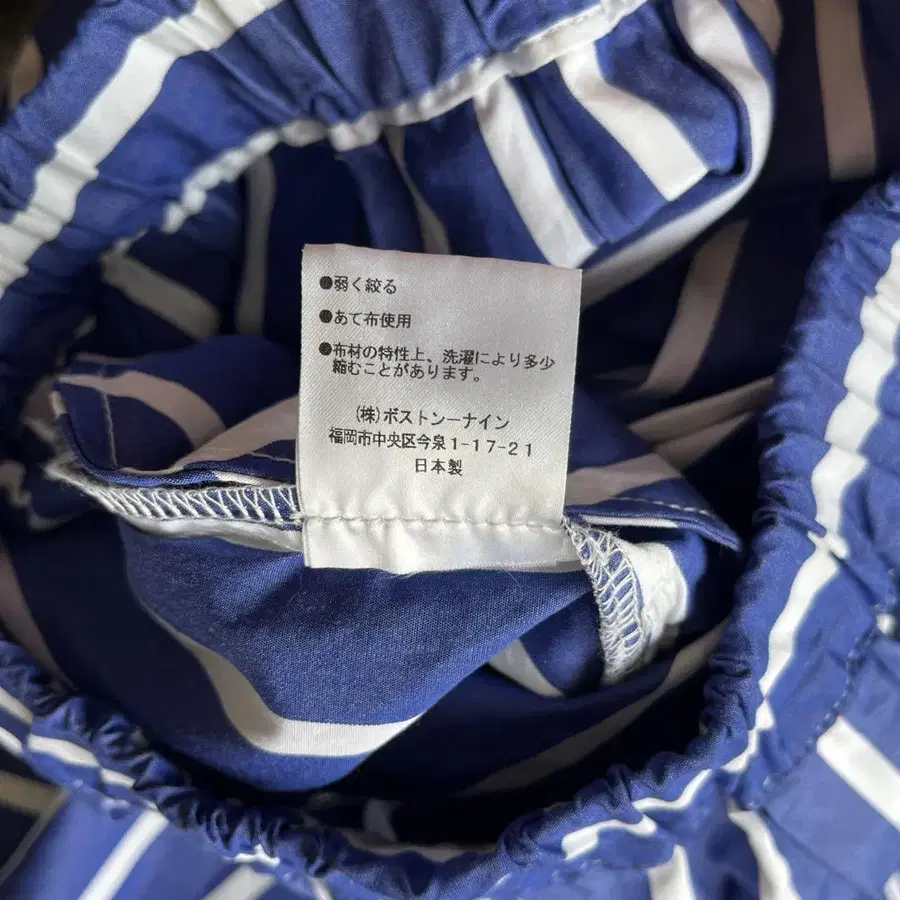 ●弱く絞る
●あて布使用
●布材の特性上、洗濯により多少
縮むことがあります。
(株)ボストンーナイン
福岡市中央区今泉1-17-21
日本製